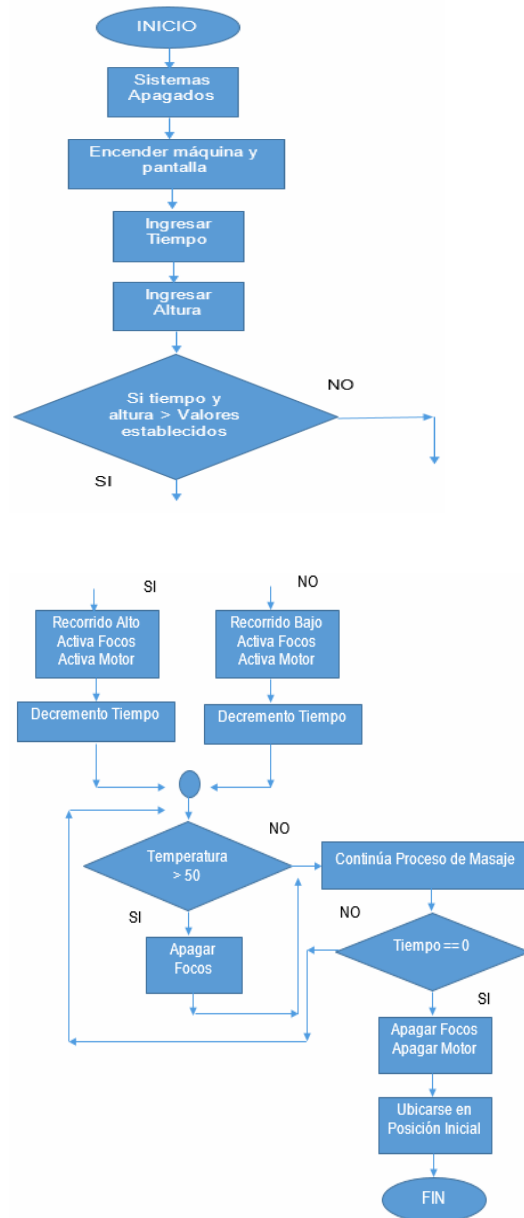 INICIO
Sistemas
Apagados
Encender máquina y
pantalla
Ingresar
Tiempo
Ingresar
Altura
Si tiempo y
altura > Valores
establecidos
NO
SI
SI
NO
Recorrido Alto
Activa Focos
Activa Motor
Recorrido Bajo
Activa Focos
Activa Motor
Decremento Tiempo
Decremento Tiempo
NO
Temperatura
> 50
Continúa Proceso de Masaje
SI
NO
Apagar
Focos
Tiempo == 0
SI
Apagar Focos
Apagar Motor
Ubicarse en
Posición Inicial
FIN